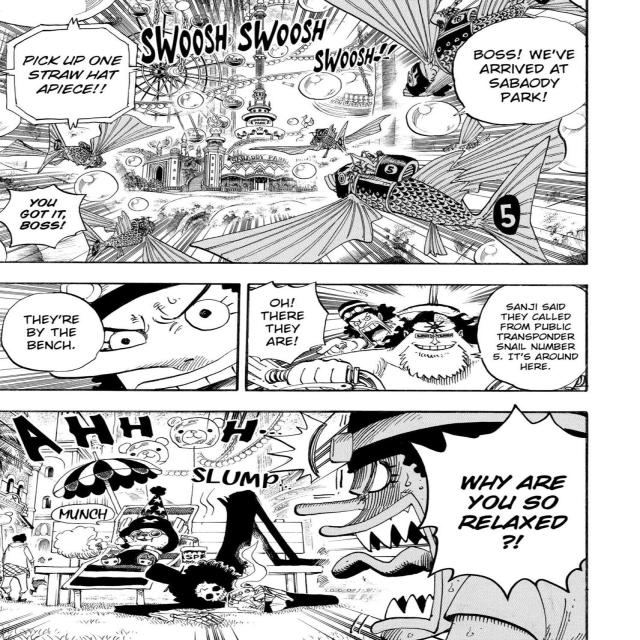 BOSS! WE'VE
ARRIVED AT
SABAODY
PARK!
SWOOSH SWOOSH
SWOOSH!!
PICK UP ONE
STRAW HAT
APIECE!!
PARK
5
5
YOU
GOT IT,
BOSS!
SANJI SAID
THEY CALLED
FROM PUBLIC
TRANSPONDER
SNAIL NUMBER
5. IT'S AROUND
HERE.
OH!
THERE
THEY
ARE!
THEY'RE
BY THE
BENCH.
WHY ARE
YOU SO
RELAXED
?!
AHH H...
SLUMP...
MUNCH